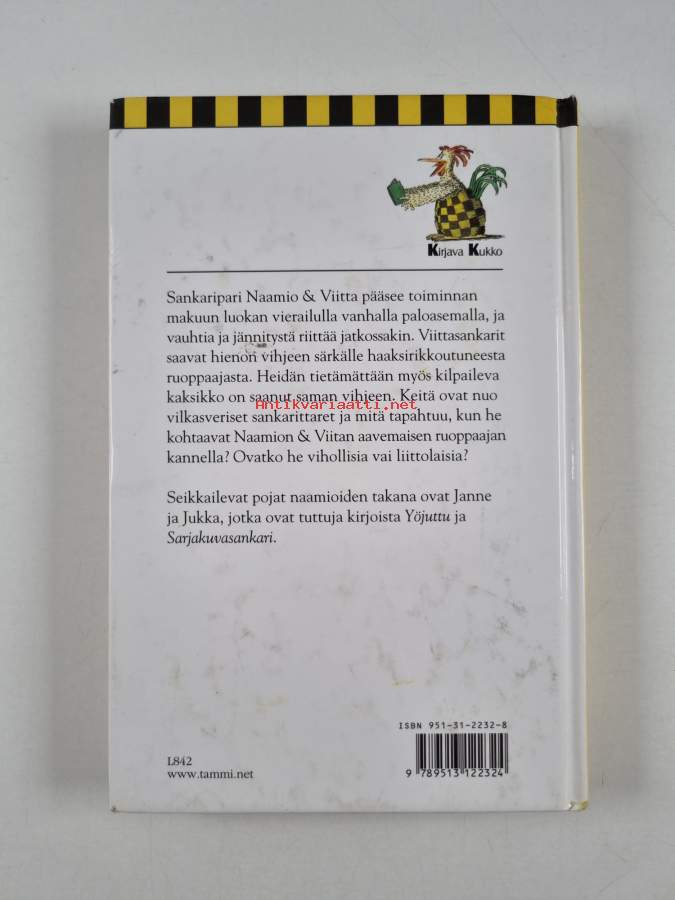 Kirjava Kukko
Sankaripari Naamio & Viitta pääsee toiminnan
makuun luokan vierailulla vanhalla paloasemalla, ja
vauhtia ja jännitystä riittää jatkossakin. Viittasankarit
saavat hienon vihjeen särkälle haaksirikkoutuneesta
ruoppaajasta. Heidän tietämättään myös kilpaileva
kaksikko on saanut saman vihjeen. Keitä ovat nuo
Antikvariaatti.net
vilkasveriset sankarittaret ja mitä tapahtuu, kun he
kohtaavat Naamion & Viitan aavemaisen ruoppaajan
kannella? Ovatko he vihollisia vai liittolaisia?
Seikkailevat pojat naamioiden takana ovat Janne
ja Jukka, jotka ovat tuttuja kirjoista Yöjuttu ja
Sarjakuvasankari.
ISBN 951-31-2232-8
9 789513 122324
L842
www.tammi.net